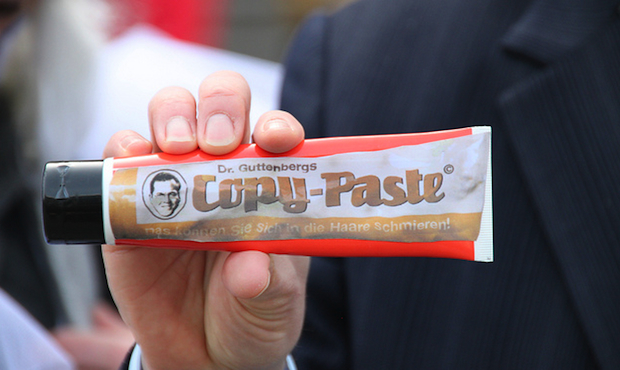 Dr. Guttenbergs
Copy-Paste©
Das können Sie sich in die Haare schmieren!